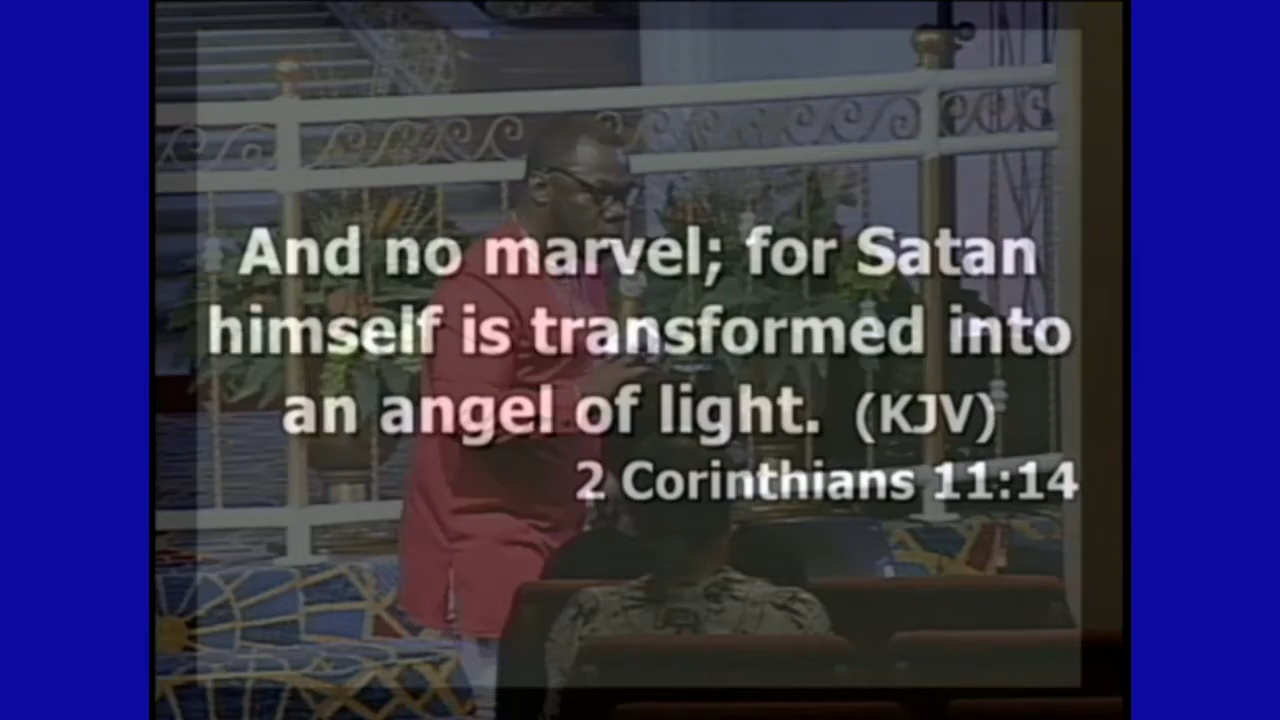 And no marvel; for Satan
himself is transformed into
an angel of light. (KJV)
2 Corinthians 11:14